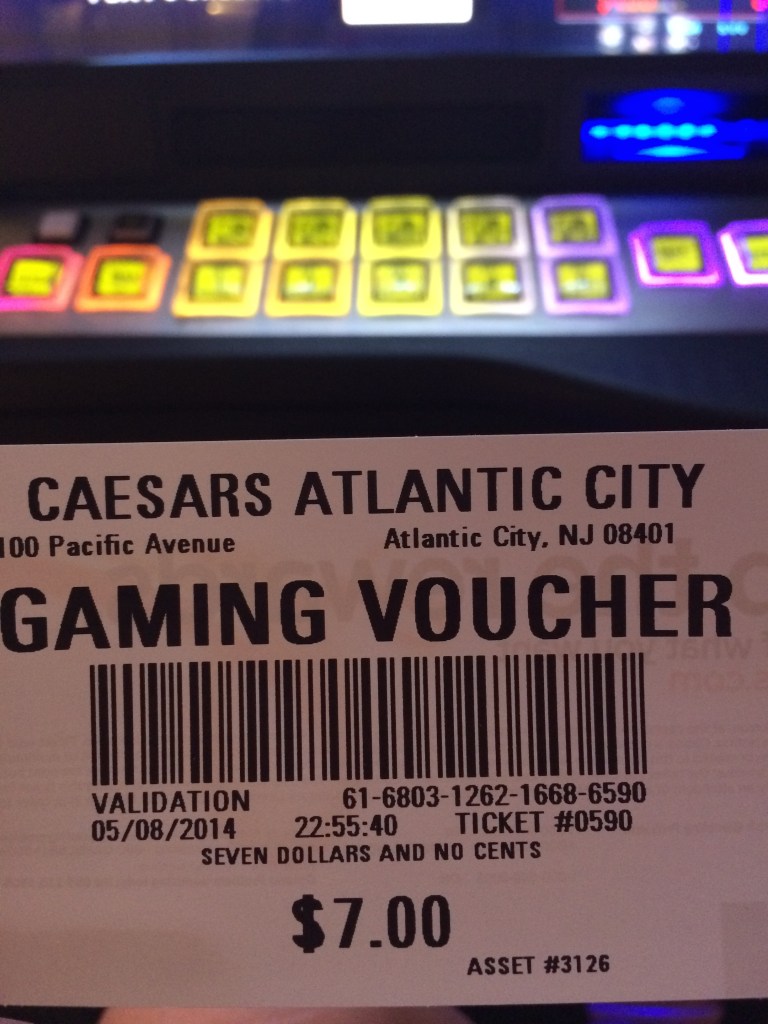 CAESARS ATLANTIC CITY
100 Pacific Avenue Atlantic City, NJ 08401
GAMING VOUCHER
VALIDATION 61-6803-1262-1668-6590
05/08/2014 22:55:40 TICKET #0590
SEVEN DOLLARS AND NO CENTS
$7.00
ASSET #3126